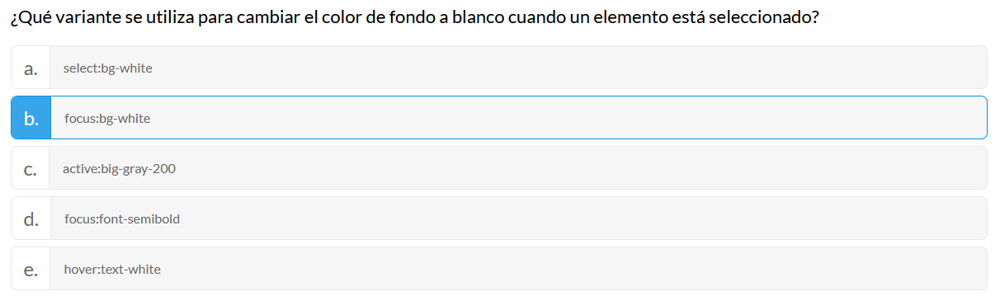 ¿Qué variante se utiliza para cambiar el color de fondo a blanco cuando un elemento está seleccionado?
a. select:bg-white
b. focus:bg-white
c. active:big-gray-200
d. focus:font-semibold
e. hover:text-white